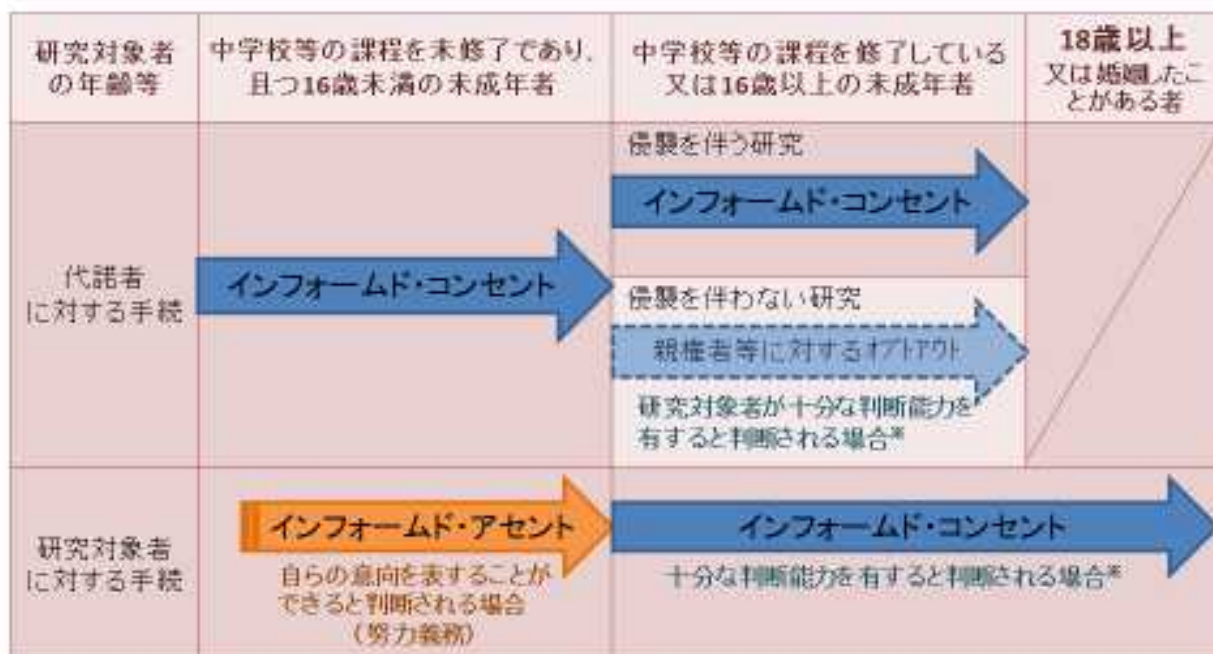 研究対象者
の年齢等
中学校等の課程を未修了であり、
且つ16歳未満の未成年者
中学校等の課程を修了している
又は16歳以上の未成年者
18歳以上
又は婚姻したこ
とがある者
代諾者
に対する手続
インフォームド・コンセント
侵襲を伴う研究
インフォームド・コンセント
侵襲を伴わない研究
親権者等に対するオプトアウト
研究対象者が十分な判断能力を
有すると判断される場合※
研究対象者
に対する手続
インフォームド・アセント
自らの意向を表することが
できると判断される場合
（努力義務）
インフォームド・コンセント
十分な判断能力を有すると判断される場合※